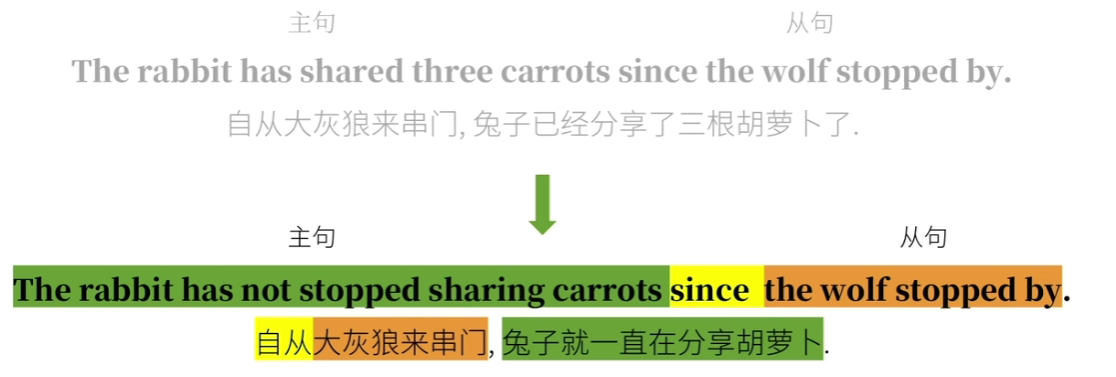 主句 从句
The rabbit has shared three carrots since the wolf stopped by.
自从大灰狼来串门, 兔子已经分享了三根胡萝卜了.
主句 从句
The rabbit has not stopped sharing carrots since the wolf stopped by.
自从大灰狼来串门, 兔子就一直在分享胡萝卜.